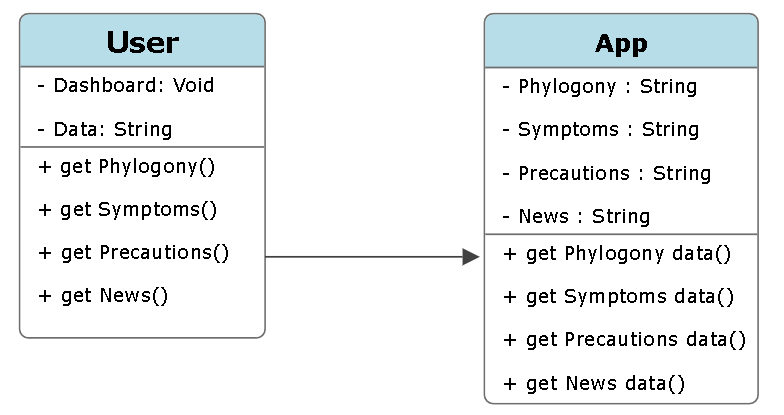 User
- Dashboard: Void
- Data: String
+ get Phylogony()
+ get Symptoms()
+ get Precautions()
+ get News()
App
- Phylogony : String
- Symptoms : String
- Precautions : String
- News : String
+ get Phylogony data()
+ get Symptoms data()
+ get Precautions data()
+ get News data()